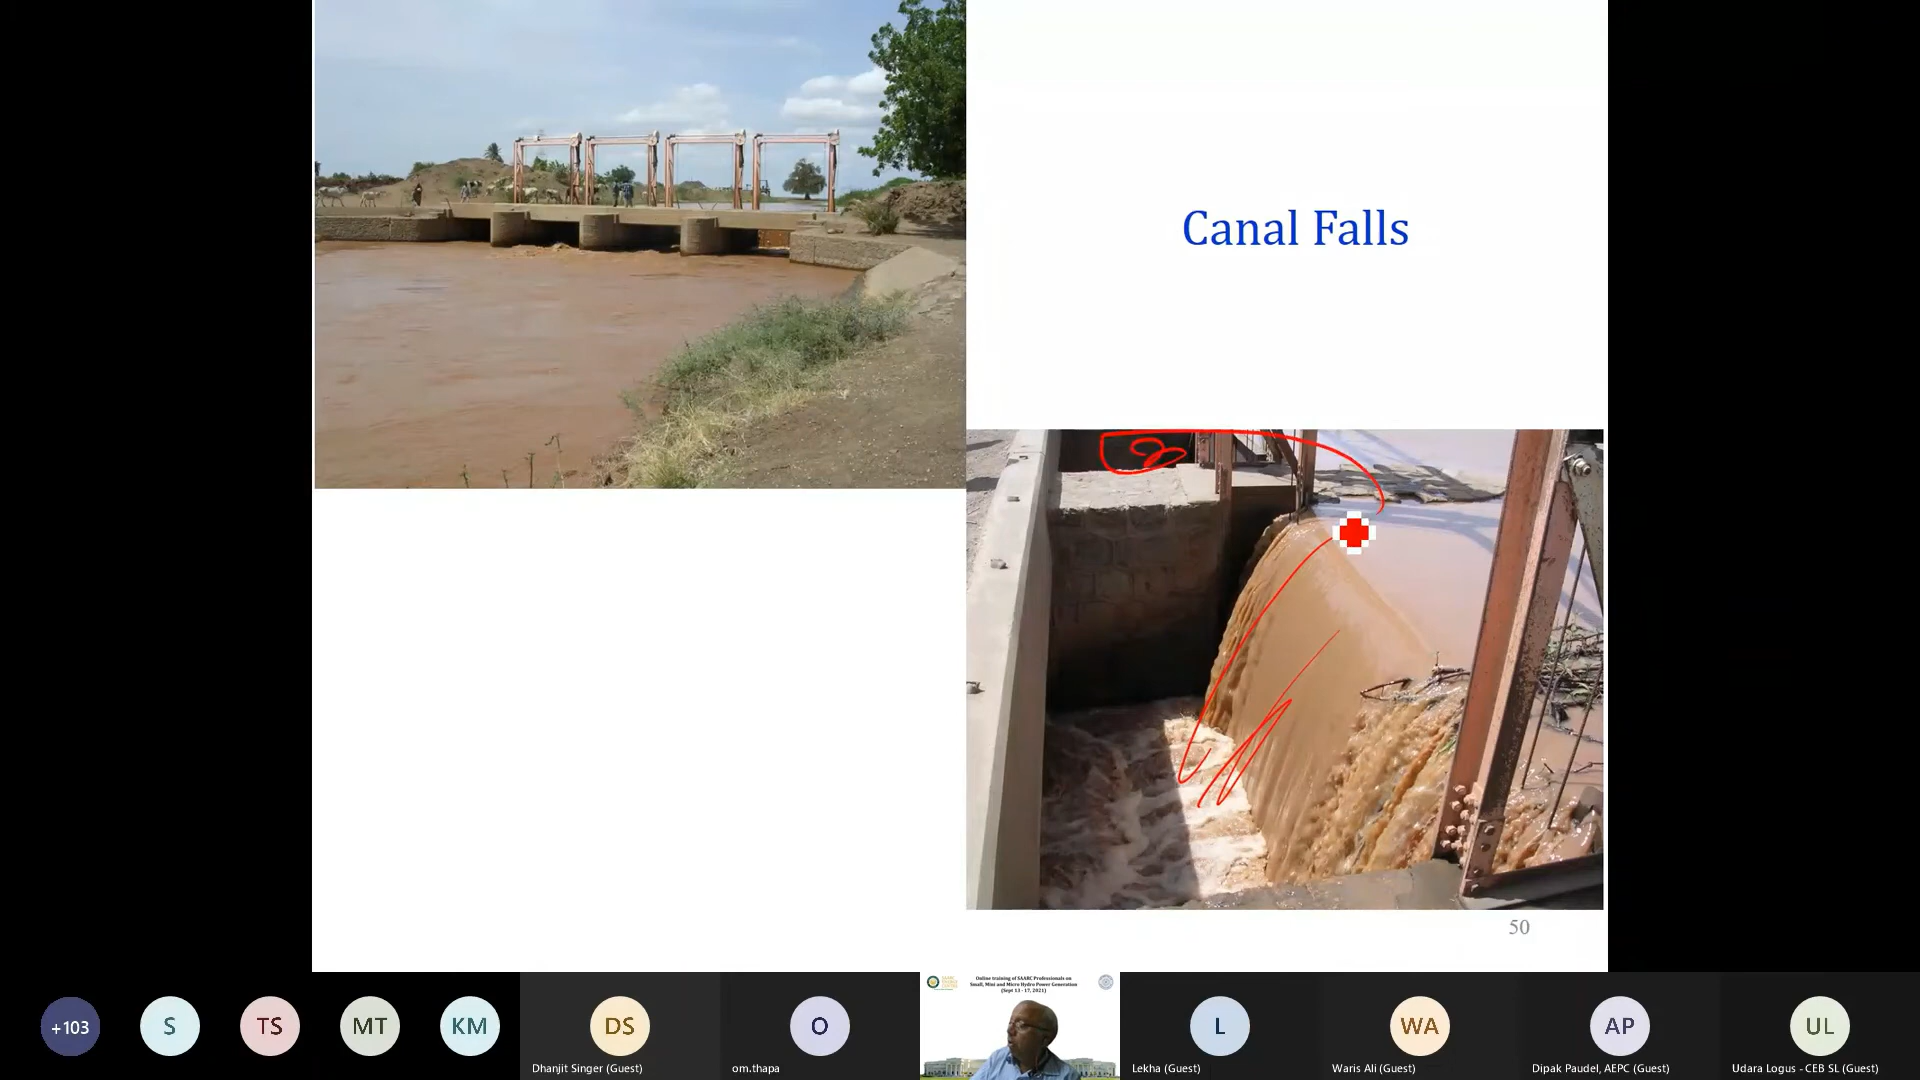 Canal Falls
50
+103
S
TS
MT
KM
DS
Dhanjit Singer (Guest)
O
om.thapa
Online training of SAARC Professionals on
Small, Mini and Micro Hydro Power Generation
(Sept 13 - 17, 2021)
L
Lekha (Guest)
WA
Waris Ali (Guest)
AP
Dipak Paudel, AEPC (Guest)
UL
Udara Logus - CEB SL (Guest)